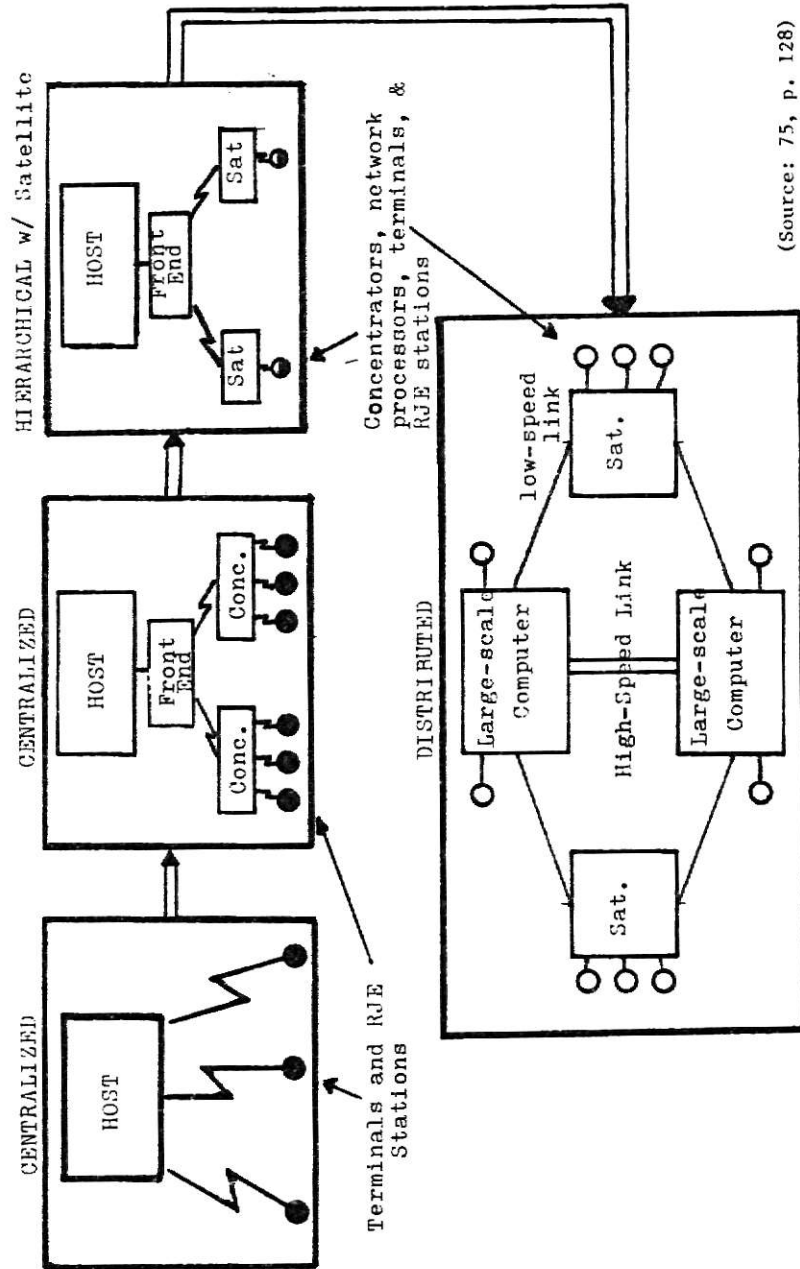 CENTRALIZED
HOST
Terminals and RJE
Stations
CENTRALIZED
HOST
Front
End
Conc.
Conc.
HIERARCHICAL w/ Satellite
HOST
Front
End
Sat
Sat
Concentrators, network
processors, terminals, &
RJE stations
DISTRIBUTED
Large-scale
Computer
low-speed
link
Sat.
High-Speed Link
Sat.
Large-scale
Computer
(Source: 75, p. 128)